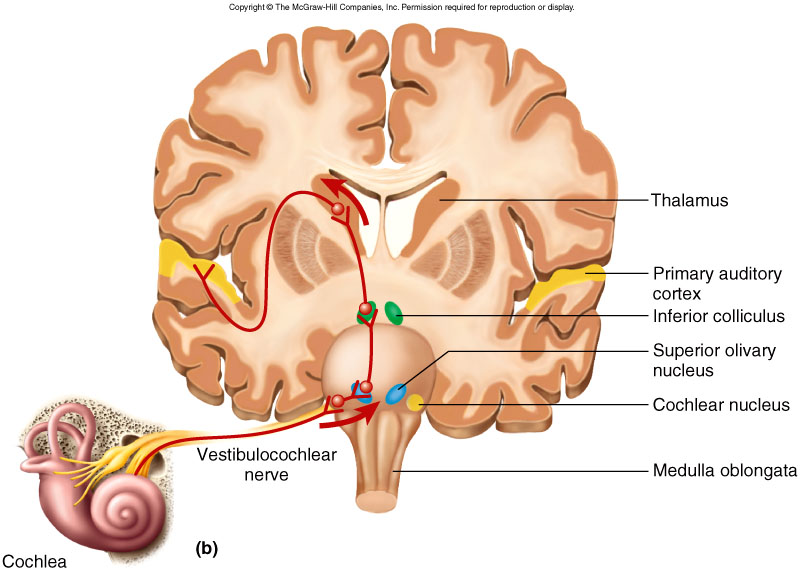 Copyright © The McGraw-Hill Companies, Inc. Permission required for reproduction or display.
Thalamus
Primary auditory
cortex
Inferior colliculus
Superior olivary
nucleus
Cochlear nucleus
Vestibulocochlear
nerve
Medulla oblongata
(b)
Cochlea